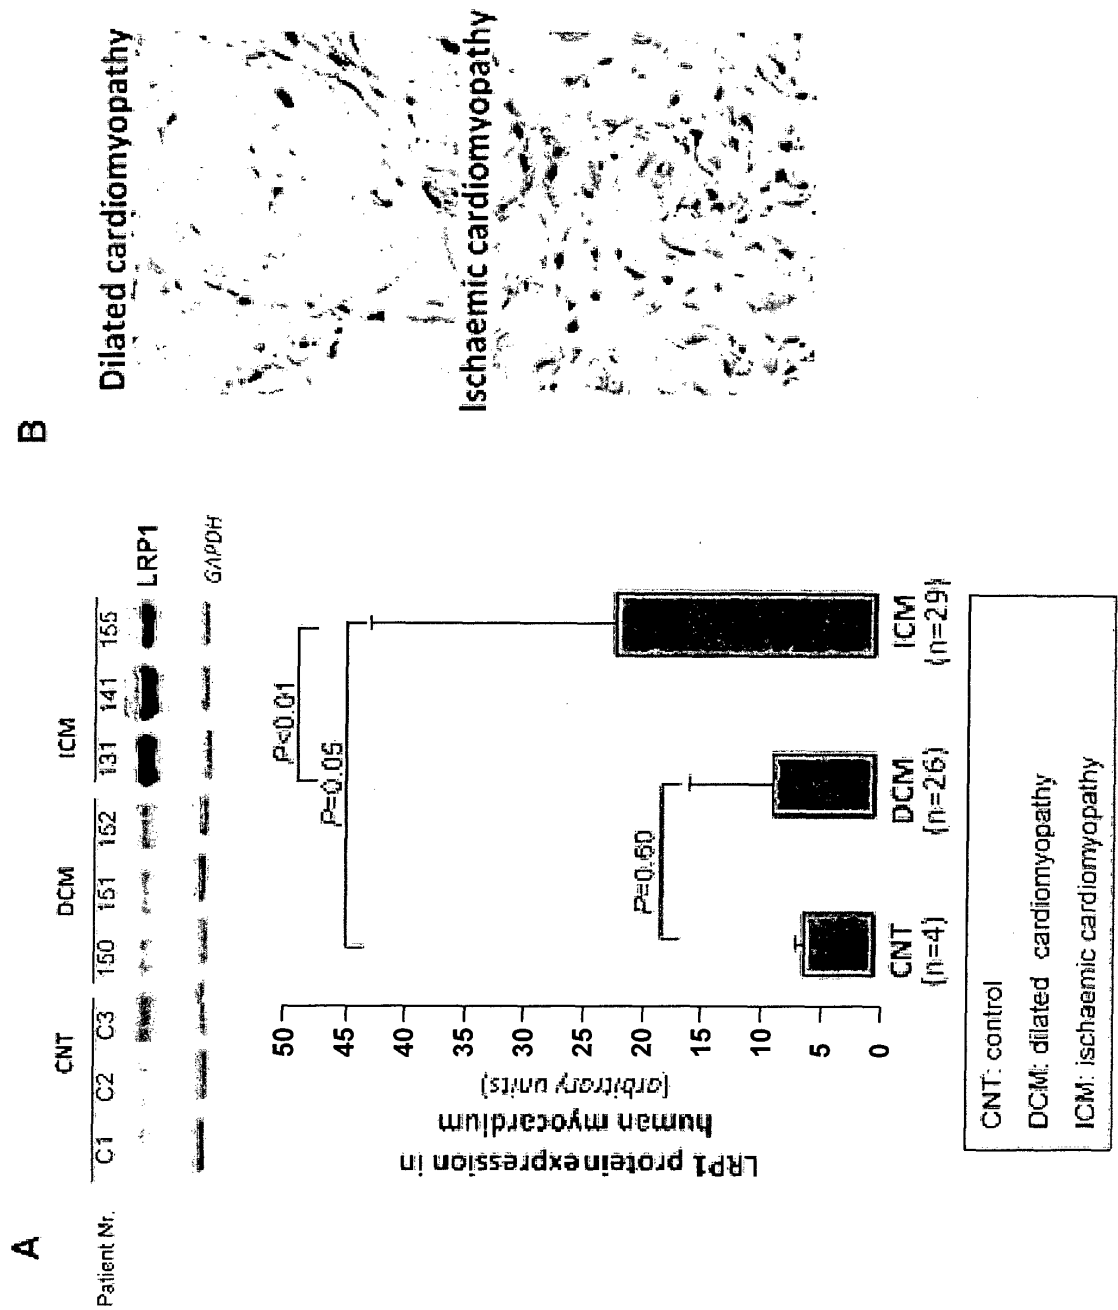 A
CNT DCM ICM
Patient Nr. C1 C2 C3 150 151 152 131 141 155
LRP1
GAPDH
LRP1 protein expression in
human myocardium
(arbitrary units)
50
45
40
35
30
25
20
15
10
5
0
P<0.01
P=0.05
P=0.60
CNT DCM ICM
(n=4) (n=26) (n=29)
CNT: control
DCM: dilated cardiomyopathy
ICM: ischaemic cardiomyopathy
B
Dilated cardiomyopathy
Ischaemic cardiomyopathy